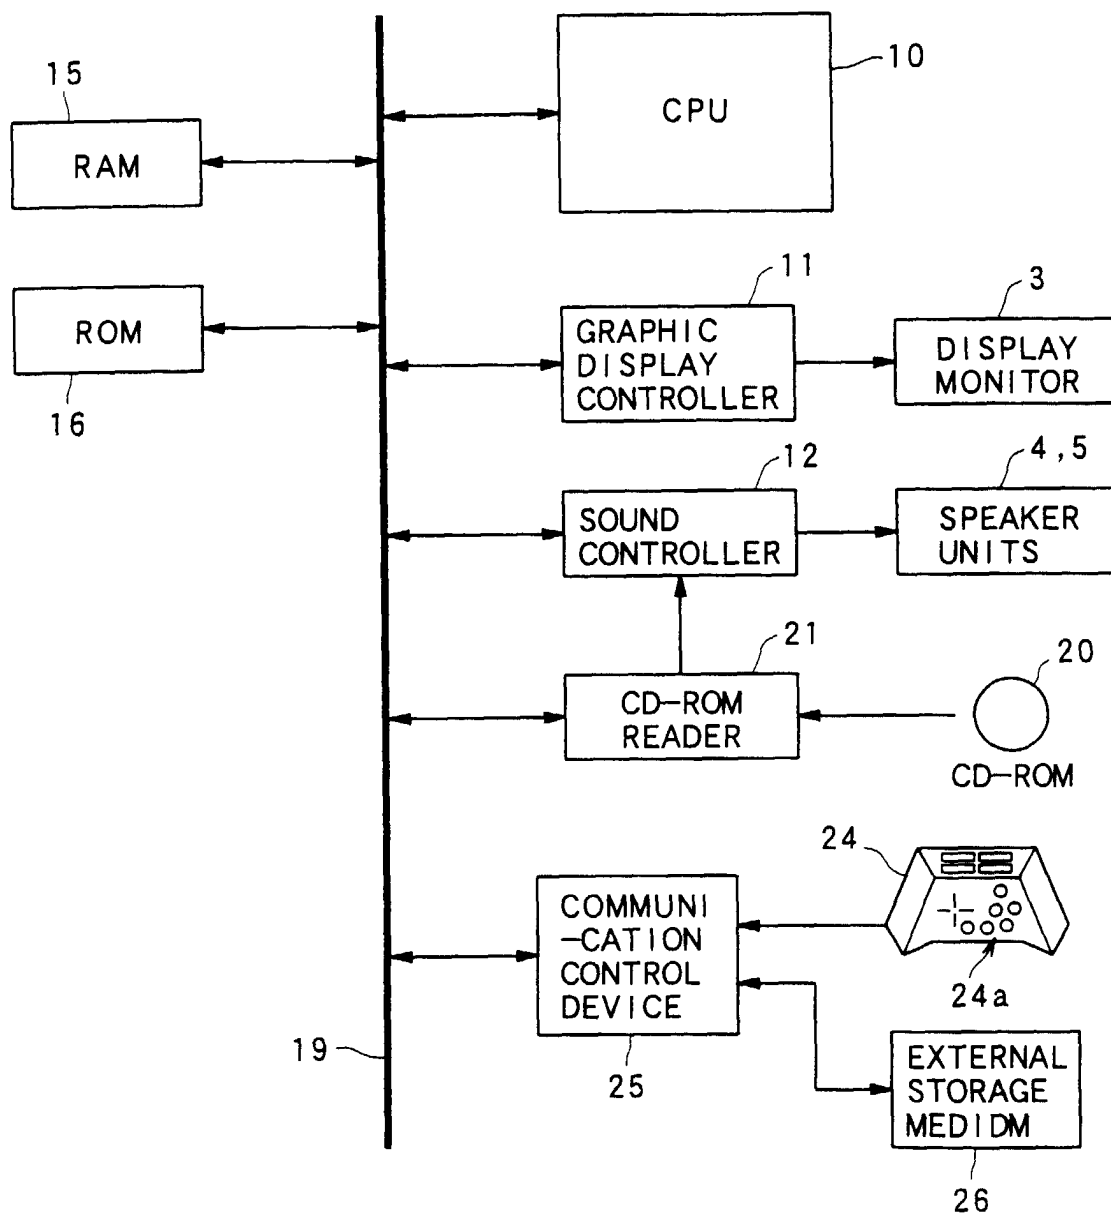 15
RAM
ROM
16
10
CPU
11
GRAPHIC
DISPLAY
CONTROLLER
3
DISPLAY
MONITOR
12
SOUND
CONTROLLER
4,5
SPEAKER
UNITS
21
CD-ROM
READER
20
CD-ROM
24
24a
COMMUNI
-CATION
CONTROL
DEVICE
25
19
EXTERNAL
STORAGE
MEDIDM
26